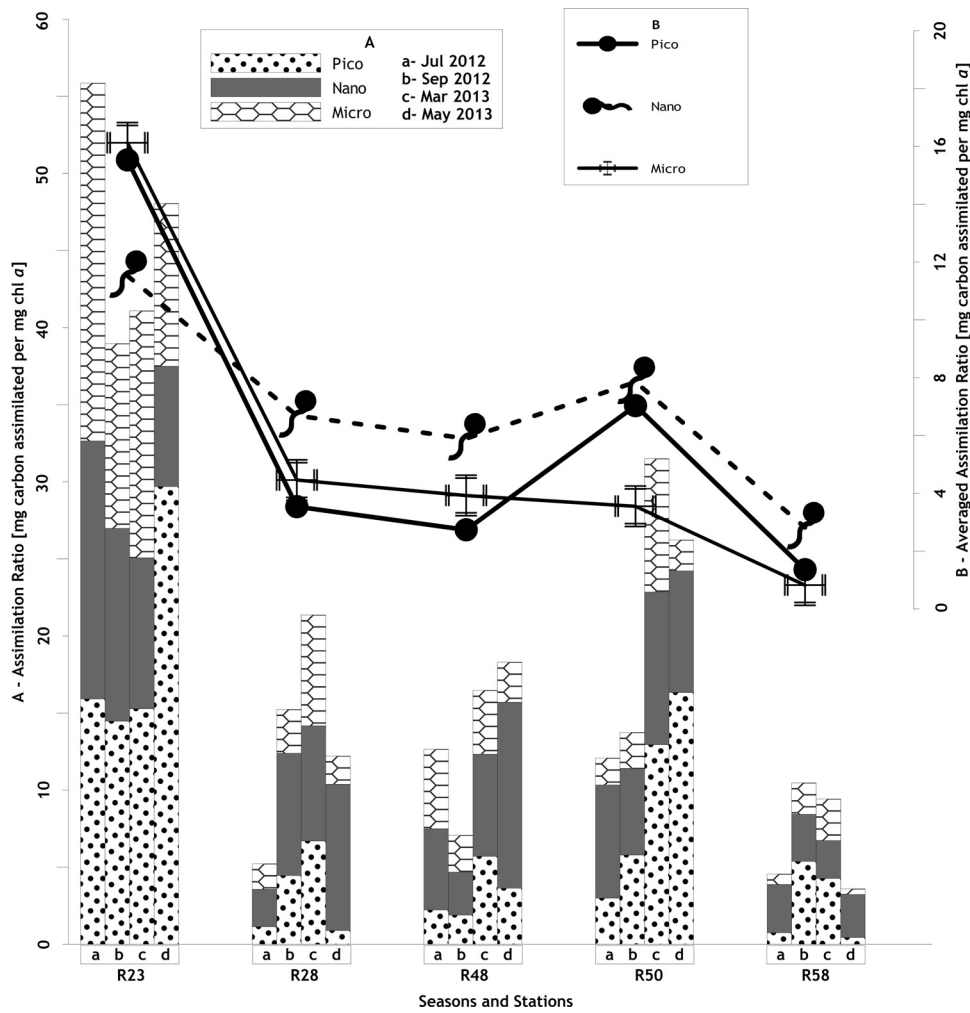 60
50
40
30
20
10
0
A - Assimilation Ratio [mg carbon assimilated per mg chl a]
A
Pico
Nano
Micro
a- Jul 2012
b- Sep 2012
c- Mar 2013
d- May 2013
B
Pico
Nano
Micro
20
16
12
8
4
0
B - Averaged Assimilation Ratio [mg carbon assimilated per mg chl a]
a b c d
R23
a b c d
R28
a b c d
R48
a b c d
R50
a b c d
R58
Seasons and Stations